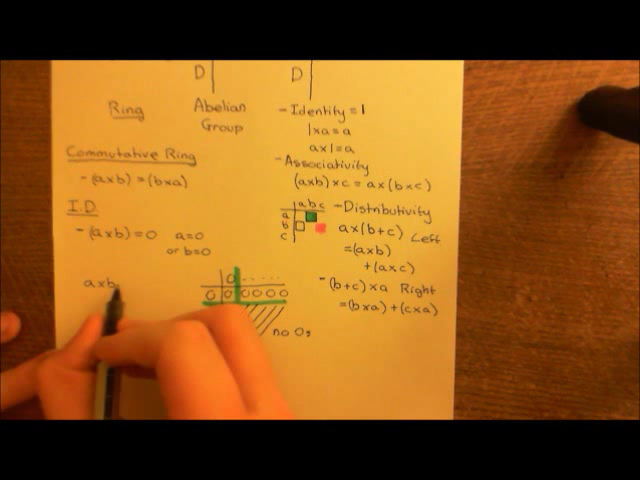 D
D
Ring
Abelian
Group
Commutative Ring
- (a×b) = (b×a)
I.D
- (a×b) = 0 a=0
or b=0
a×b
- Identity = 1
1×a=a
a×1=a
- Associativity
(a×b)×c = a×(b×c)
a b c
a
b
c
- Distributivity
a×(b+c) Left
=(a×b)
+(a×c)
- (b+c)×a Right
=(b×a)+(c×a)
0 - . . . .
0 0 0 0 0 0
no 0s